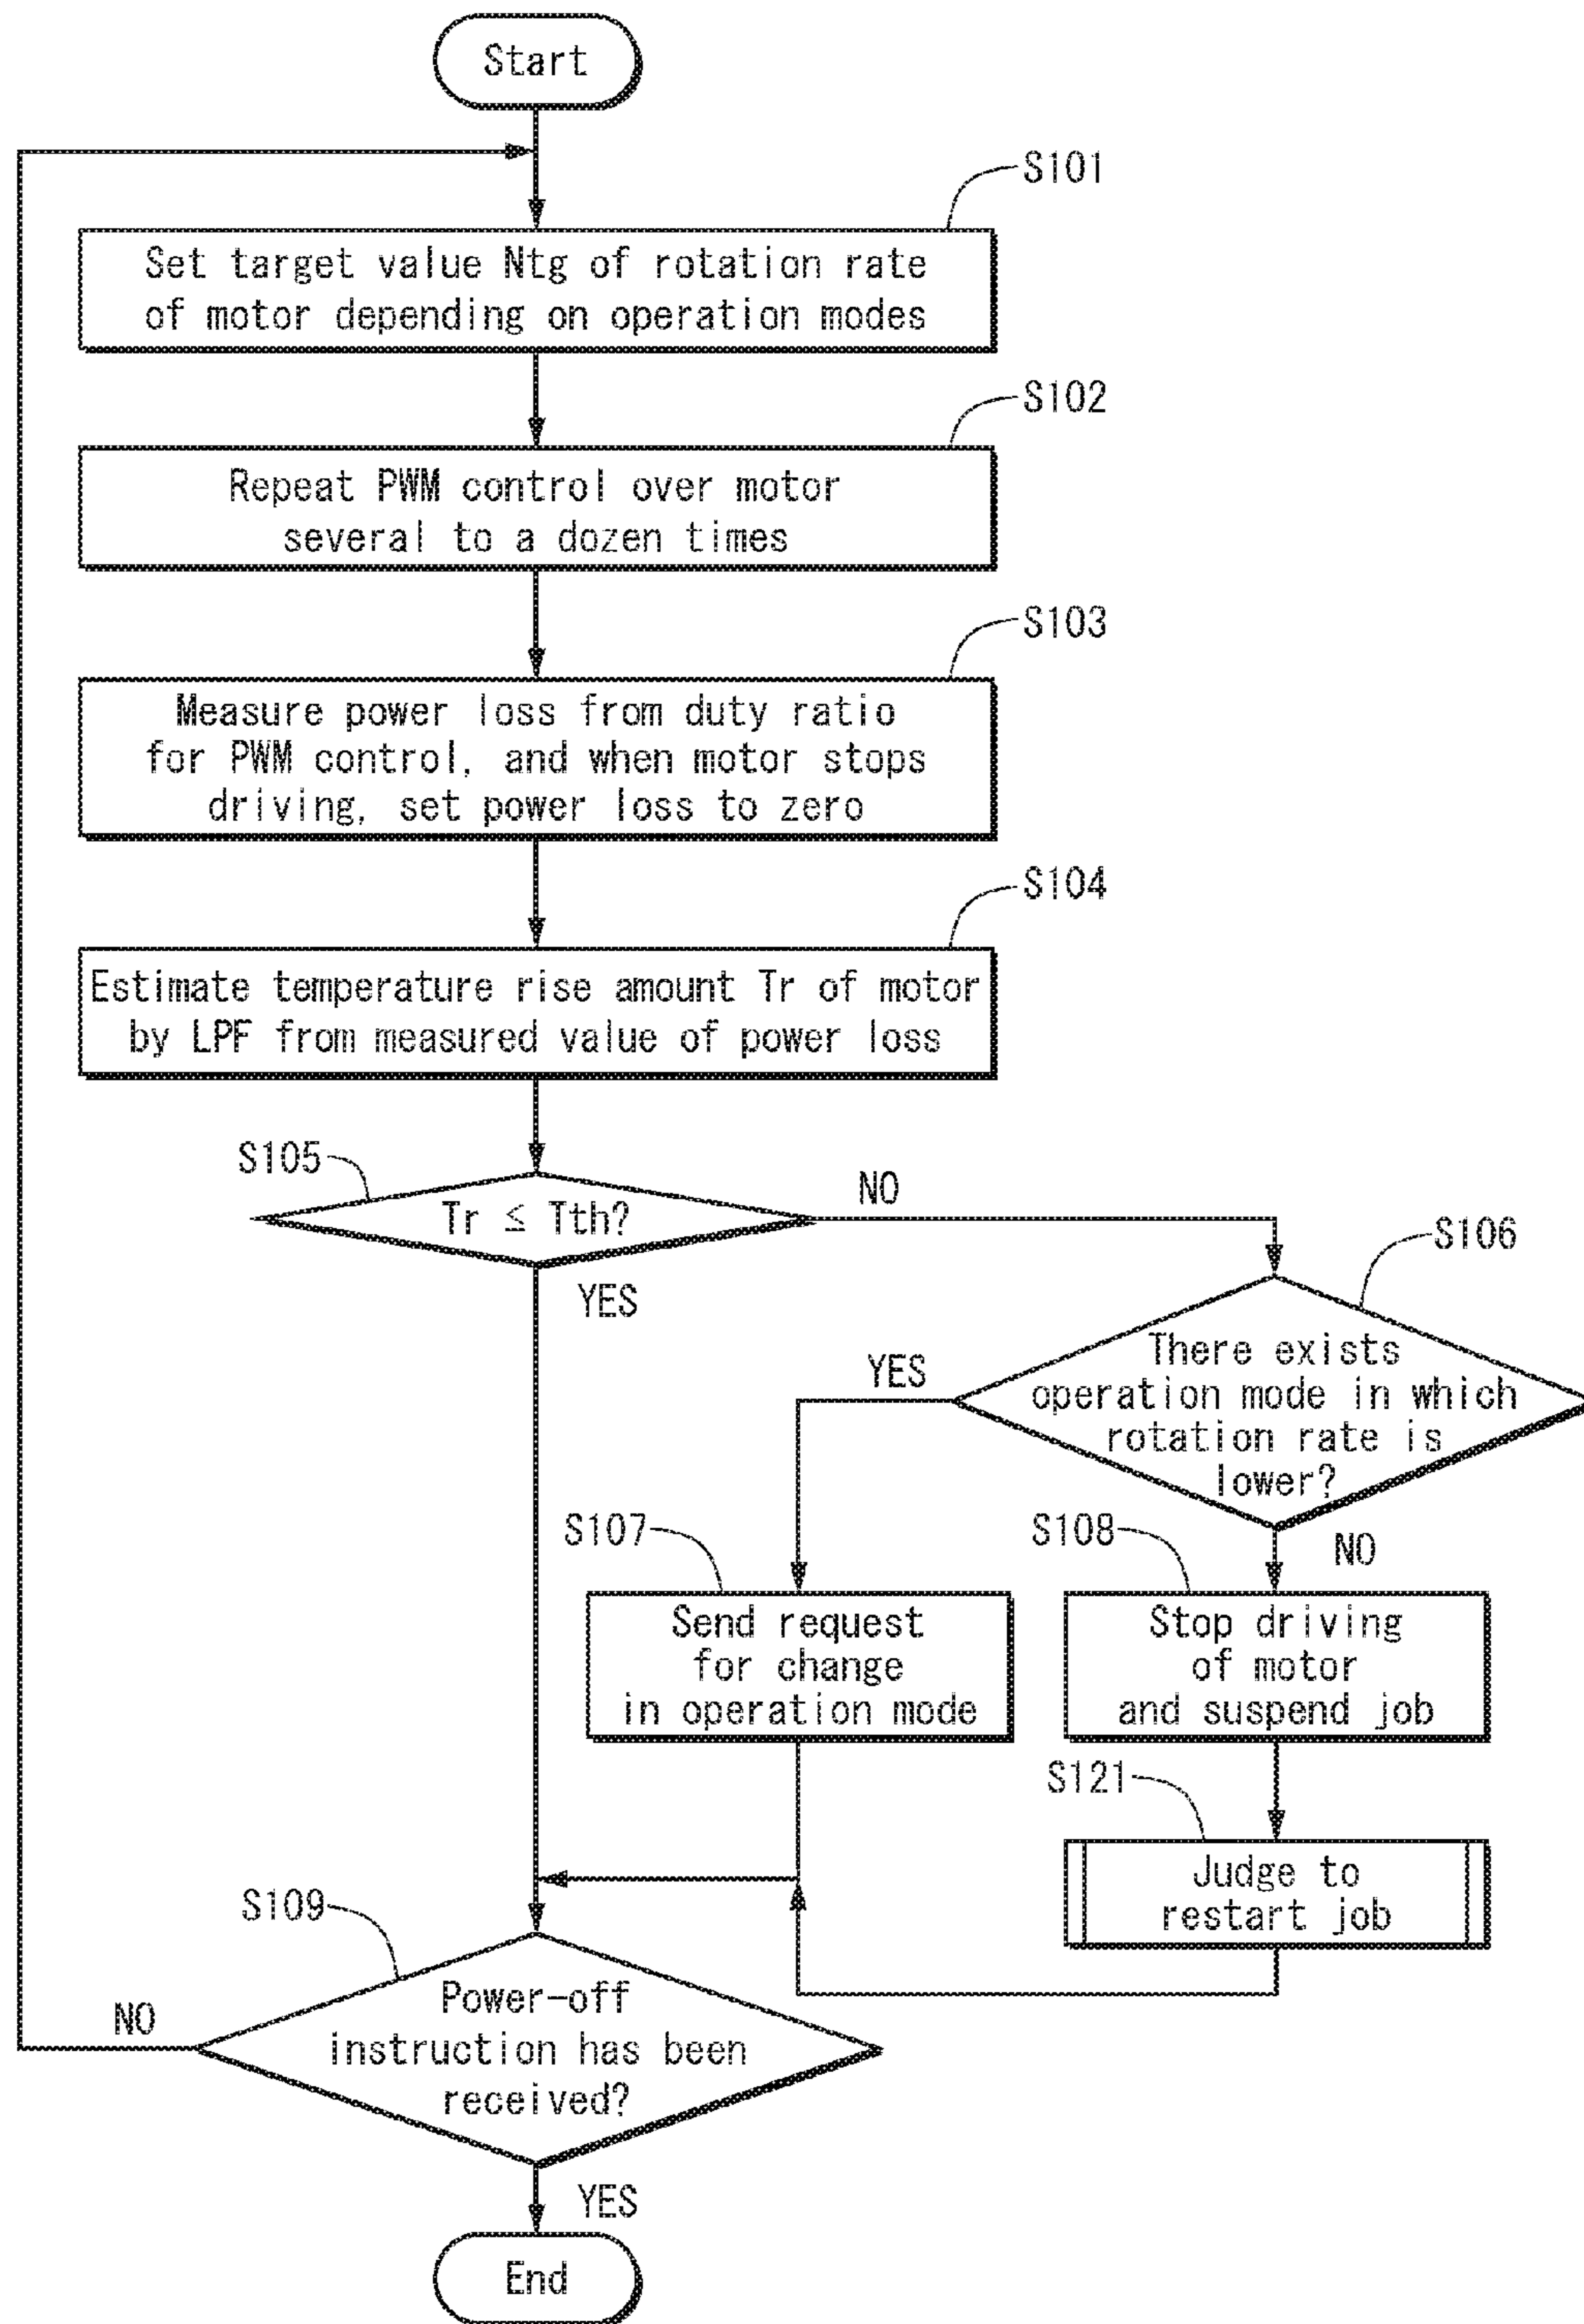 Start
S101
Set target value Ntg of rotation rate
of motor depending on operation modes
S102
Repeat PWM control over motor
several to a dozen times
S103
Measure power loss from duty ratio
for PWM control, and when motor stops
driving, set power loss to zero
S104
Estimate temperature rise amount Tr of motor
by LPF from measured value of power loss
S105
Tr ≤ Tth?
NO
YES
S106
There exists
operation mode in which
rotation rate is
lower?
YES
NO
S107
Send request
for change
in operation mode
S108
Stop driving
of motor
and suspend job
S121
Judge to
restart job
S109
Power-off
instruction has been
received?
NO
YES
End